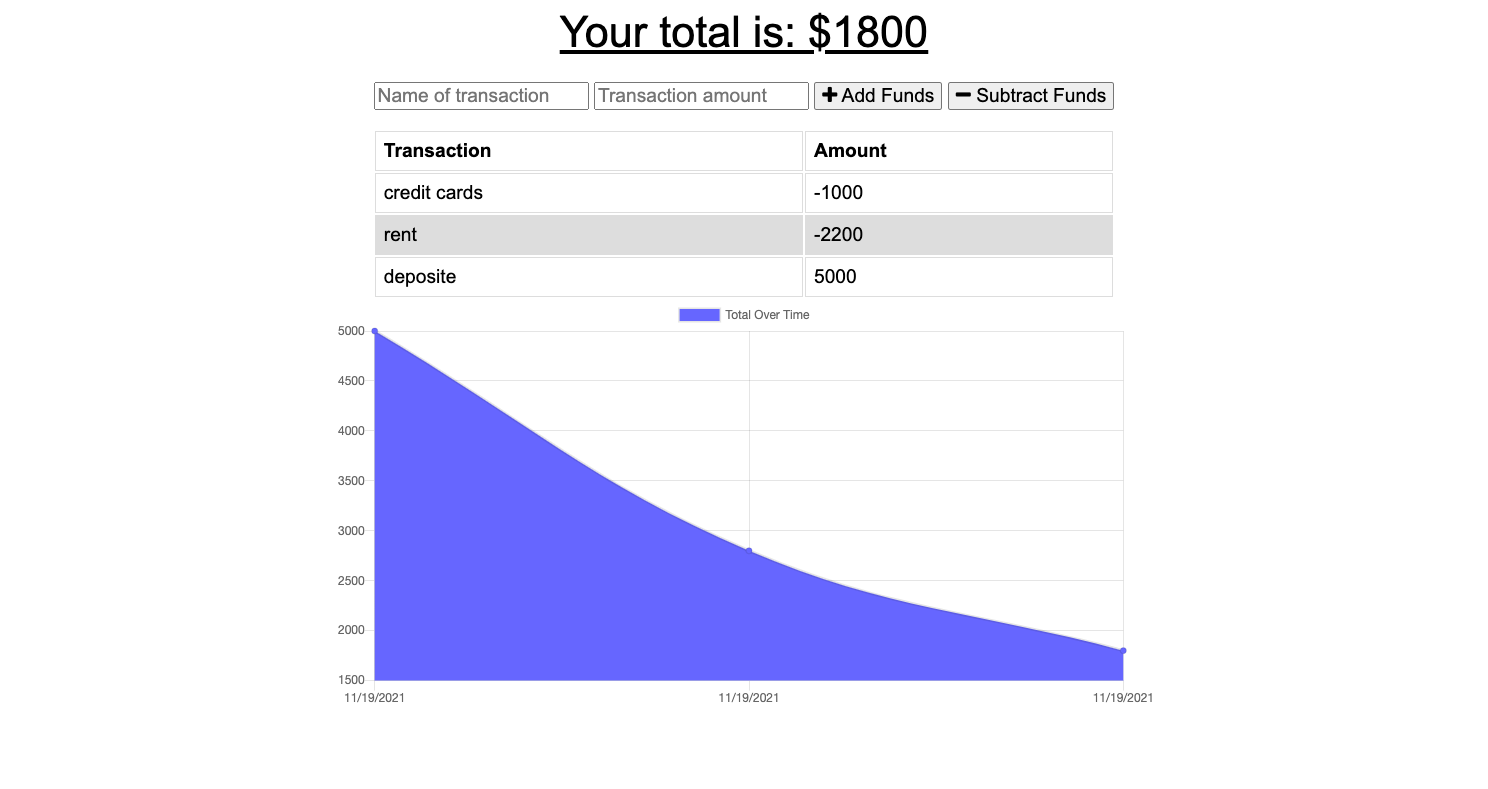 Your total is: $1800
Name of transaction Transaction amount Add Funds Subtract Funds
Transaction Amount
credit cards -1000
rent -2200
deposite 5000
Total Over Time
5000
4500
4000
3500
3000
2500
2000
1500
11/19/2021 11/19/2021 11/19/2021